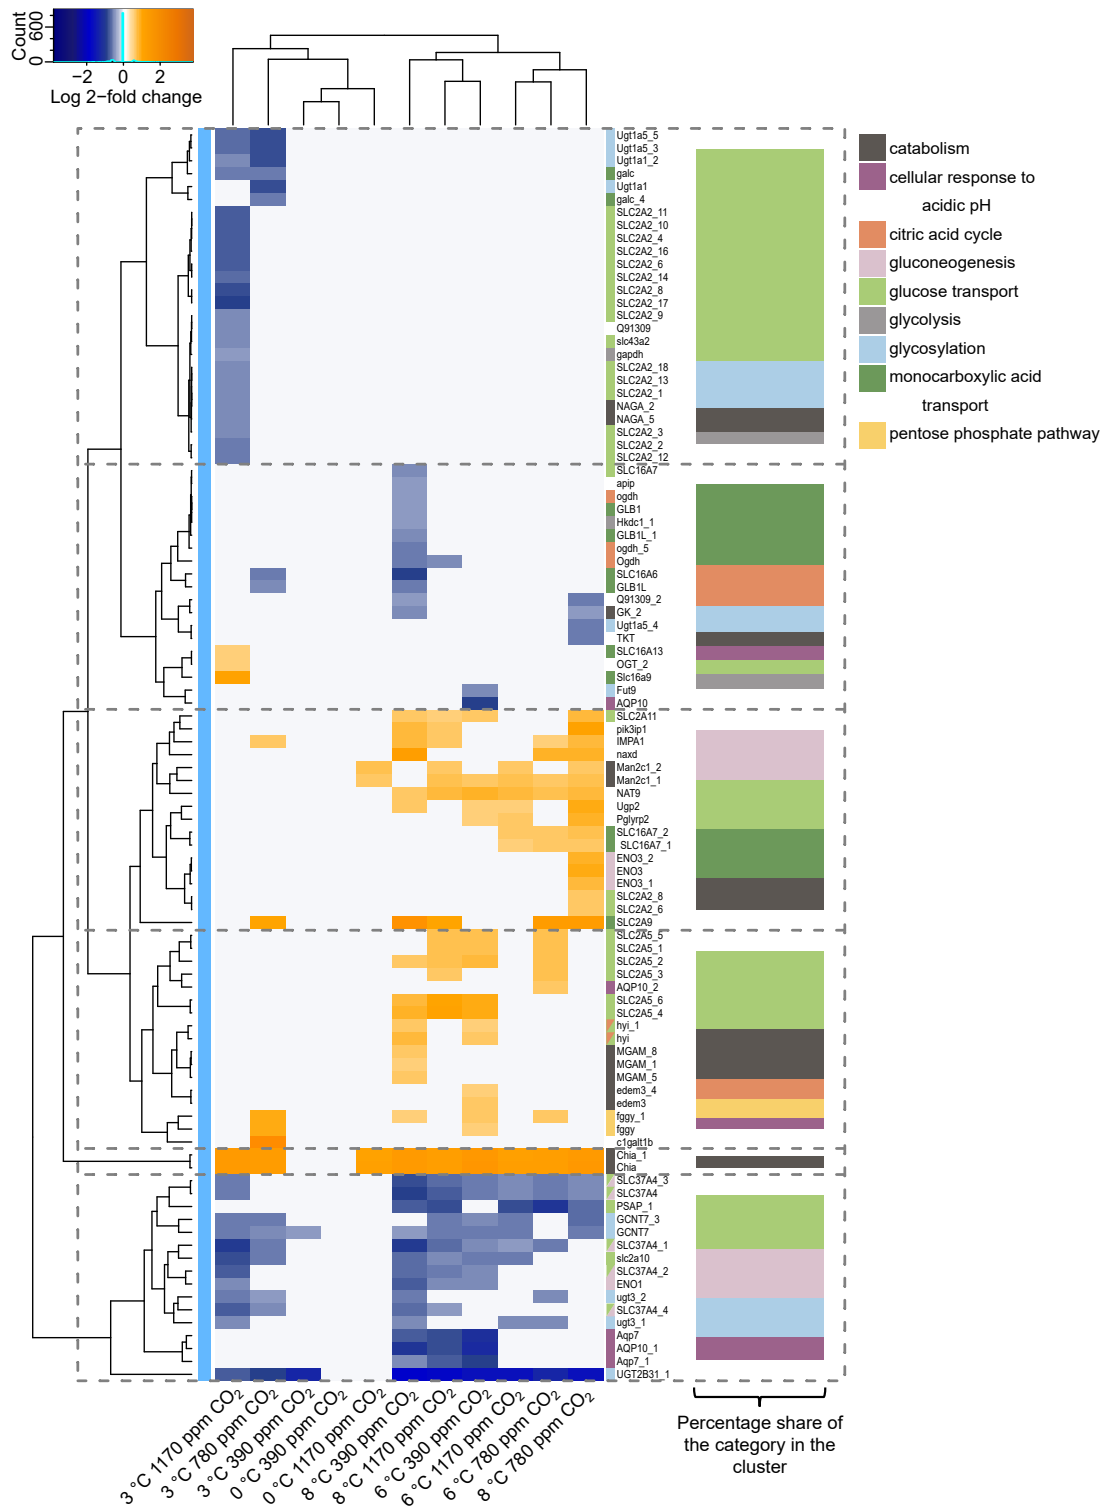 Count
0 600
−2 0 2
Log 2−fold change
Ugt1a5_5
Ugt1a5_3
Ugt1a1_2
galc
Ugt1a1
galc_4
SLC2A2_11
SLC2A2_10
SLC2A2_4
SLC2A2_16
SLC2A2_6
SLC2A2_14
SLC2A2_8
SLC2A2_17
SLC2A2_9
Q91309
slc43a2
gapdh
SLC2A2_18
SLC2A2_13
SLC2A2_1
NAGA_2
NAGA_5
SLC2A2_3
SLC2A2_2
SLC2A2_12
SLC16A7
apip
ogdh
GLB1
Hkdc1_1
GLB1L_1
ogdh_5
Ogdh
SLC16A6
GLB1L
Q91309_2
GK_2
Ugt1a5_4
TKT
SLC16A13
OGT_2
Slc16a9
Fut9
AQP10
SLC2A11
pik3ip1
IMPA1
naxd
Man2c1_2
Man2c1_1
NAT9
Ugp2
Pglyrp2
SLC16A7_2
SLC16A7_1
ENO3_2
ENO3
ENO3_1
SLC2A2_8
SLC2A2_6
SLC2A9
SLC2A5_5
SLC2A5_1
SLC2A5_2
SLC2A5_3
AQP10_2
SLC2A5_6
SLC2A5_4
hyi_1
hyi
MGAM_8
MGAM_1
MGAM_5
edem3_4
edem3
fggy_1
fggy
c1galt1b
Chia_1
Chia
SLC37A4_3
SLC37A4
PSAP_1
GCNT7_3
GCNT7
SLC37A4_1
slc2a10
SLC37A4_2
ENO1
ugt3_2
SLC37A4_4
ugt3_1
Aqp7
AQP10_1
Aqp7_1
UGT2B31_1
catabolism
cellular response to
acidic pH
citric acid cycle
gluconeogenesis
glucose transport
glycolysis
glycosylation
monocarboxylic acid
transport
pentose phosphate pathway
3 °C 1170 ppm CO2
3 °C 780 ppm CO2
3 °C 390 ppm CO2
0 °C 390 ppm CO2
0 °C 1170 ppm CO2
8 °C 390 ppm CO2
8 °C 1170 ppm CO2
6 °C 390 ppm CO2
6 °C 1170 ppm CO2
6 °C 780 ppm CO2
8 °C 780 ppm CO2
Percentage share of
the category in the
cluster